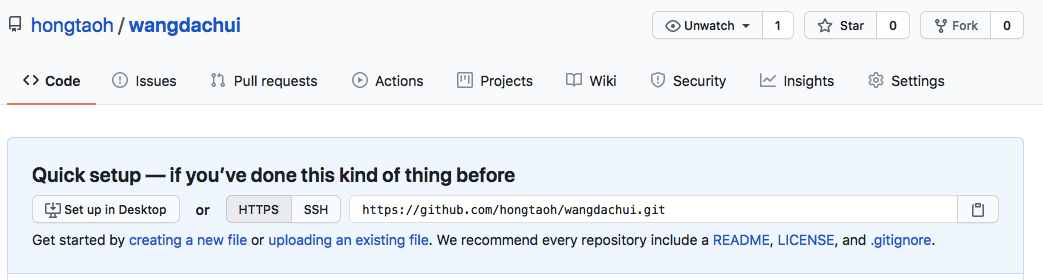 hongtaoh / wangdachui Unwatch 1 Star 0 Fork 0
Code Issues Pull requests Actions Projects Wiki Security Insights Settings
Quick setup — if you’ve done this kind of thing before
Set up in Desktop or HTTPS SSH https://github.com/hongtaoh/wangdachui.git
Get started by creating a new file or uploading an existing file. We recommend every repository include a README, LICENSE, and .gitignore.